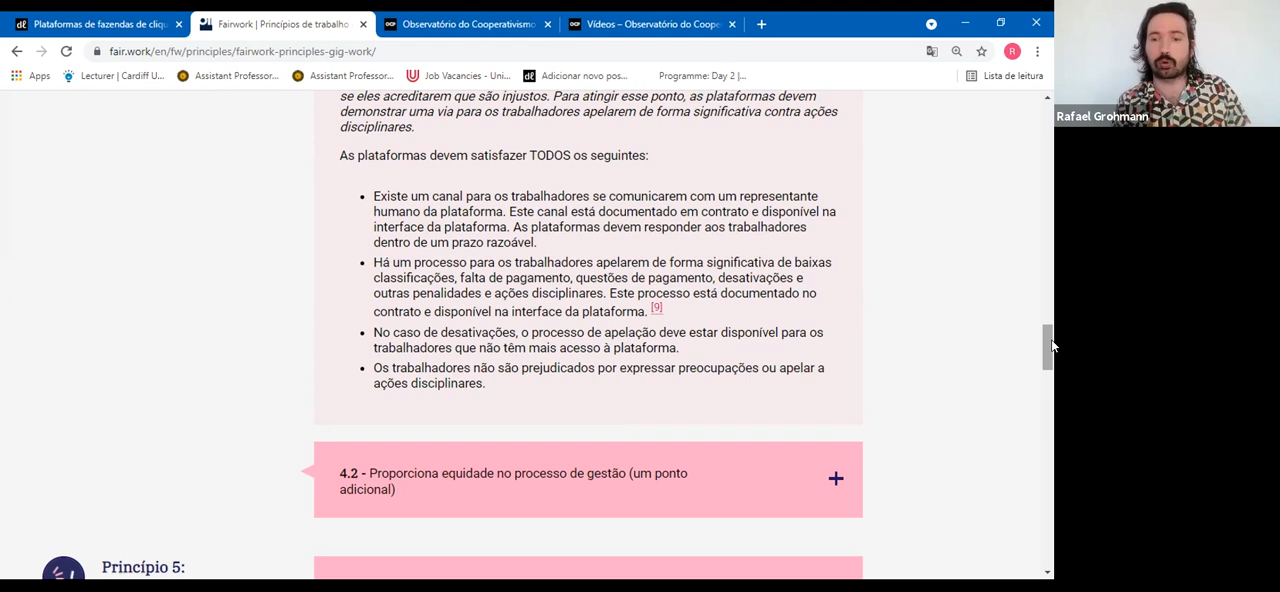 Plataformas de fazendas de cliqu
Fairwork | Princípios de trabalho
Observatório do Cooperativismo
Vídeos – Observatório do Coope
fair.work/en/fw/principles/fairwork-principles-gig-work/
R
Apps
Lecturer | Cardiff U...
Assistant Professor...
Assistant Professor...
Job Vacancies - Uni...
Adicionar novo pos...
Programme: Day 2 |...
Lista de leitura
Rafael Grohmann
se eles acreditarem que são injustos. Para atingir esse ponto, as plataformas devem
demonstrar uma via para os trabalhadores apelarem de forma significativa contra ações
disciplinares.
As plataformas devem satisfazer TODOS os seguintes:
Existe um canal para os trabalhadores se comunicarem com um representante
humano da plataforma. Este canal está documentado em contrato e disponível na
interface da plataforma. As plataformas devem responder aos trabalhadores
dentro de um prazo razoável.
Há um processo para os trabalhadores apelarem de forma significativa de baixas
classificações, falta de pagamento, questões de pagamento, desativações e
outras penalidades e ações disciplinares. Este processo está documentado no
contrato e disponível na interface da plataforma. [9]
No caso de desativações, o processo de apelação deve estar disponível para os
trabalhadores que não têm mais acesso à plataforma.
Os trabalhadores não são prejudicados por expressar preocupações ou apelar a
ações disciplinares.
4.2 - Proporciona equidade no processo de gestão (um ponto
adicional)
Princípio 5: